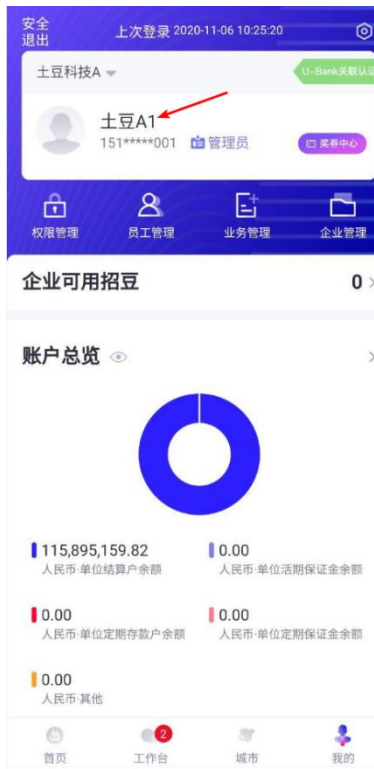 安全
退出
上次登录 2020-11-06 10:25:20
土豆科技A
U-Bank关联认证
土豆A1
151*****001 管理员
奖券中心
权限管理 员工管理 业务管理 企业管理
企业可用招豆 0
账户总览
115,895,159.82 0.00
人民币·单位结算户余额 人民币·单位活期保证金余额
0.00 0.00
人民币·单位定期存款户余额 人民币·单位定期保证金余额
0.00
人民币·其他
2
首页 工作台 城市 我的